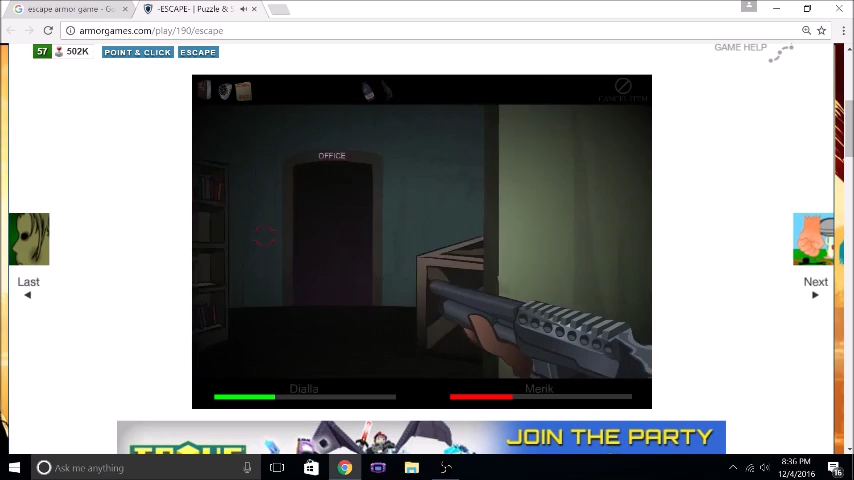 escape armor game - Go
-ESCAPE- | Puzzle & S
armorgames.com/play/190/escape
57 502K POINT & CLICK ESCAPE
GAME HELP
CANCEL ITEM
OFFICE
Last
Next
Dialla Merik
JOIN THE PARTY
Ask me anything
8:36 PM
12/4/2016
16